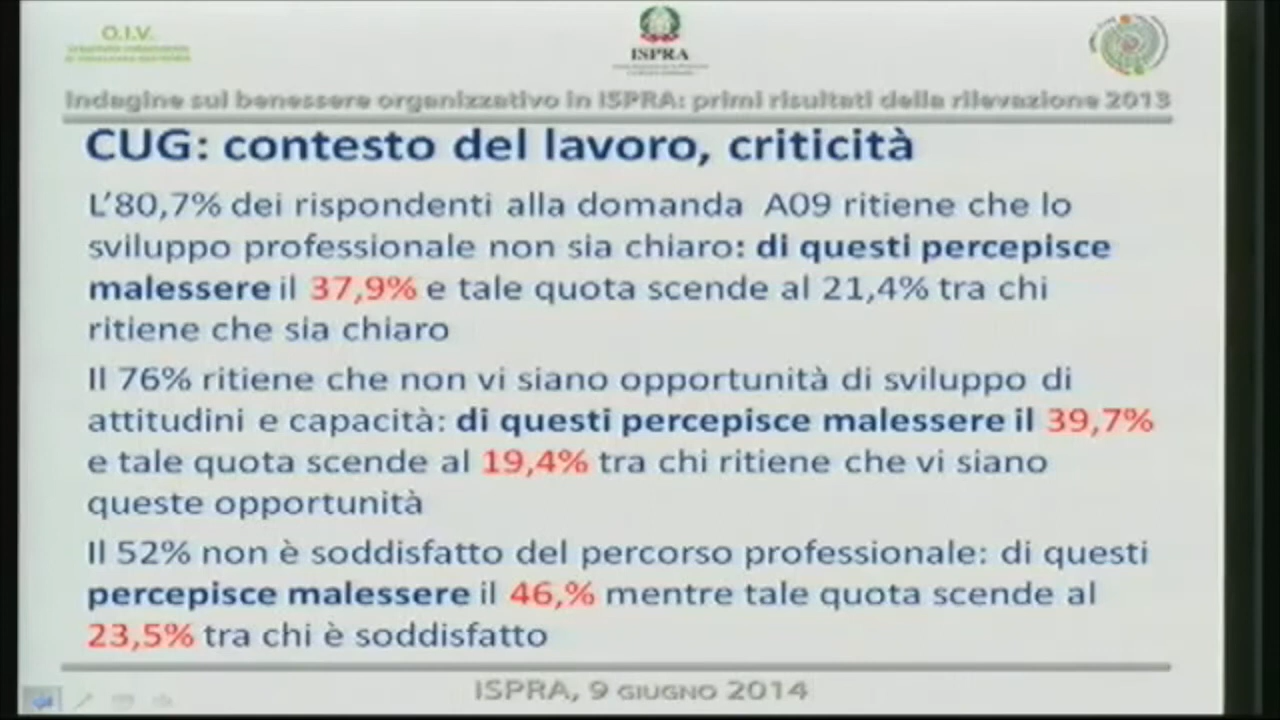 O.I.V.
ISPRA
Indagine sul benessere organizzativo in ISPRA: primi risultati della rilevazione 2013
CUG: contesto del lavoro, criticità
L'80,7% dei rispondenti alla domanda A09 ritiene che lo
sviluppo professionale non sia chiaro: di questi percepisce
malessere il 37,9% e tale quota scende al 21,4% tra chi
ritiene che sia chiaro
Il 76% ritiene che non vi siano opportunità di sviluppo di
attitudini e capacità: di questi percepisce malessere il 39,7%
e tale quota scende al 19,4% tra chi ritiene che vi siano
queste opportunità
Il 52% non è soddisfatto del percorso professionale: di questi
percepisce malessere il 46,% mentre tale quota scende al
23,5% tra chi è soddisfatto
ISPRA, 9 GIUGNO 2014